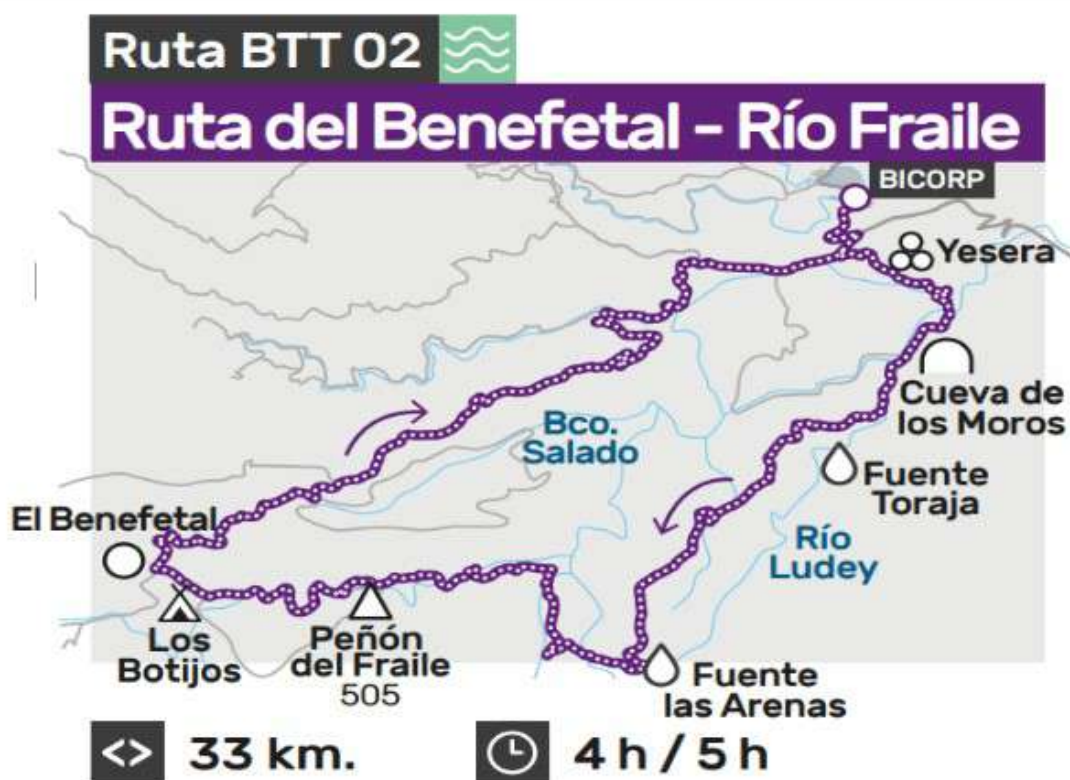 Ruta BTT 02
Ruta del Benefetal - Río Fraile
BICORP
Yesera
Cueva de
los Moros
Bco.
Salado
Fuente
Toraja
El Benefetal
Río
Ludey
Los
Botijos
Peñón
del Fraile
505
Fuente
las Arenas
<> 33 km.
4 h / 5 h